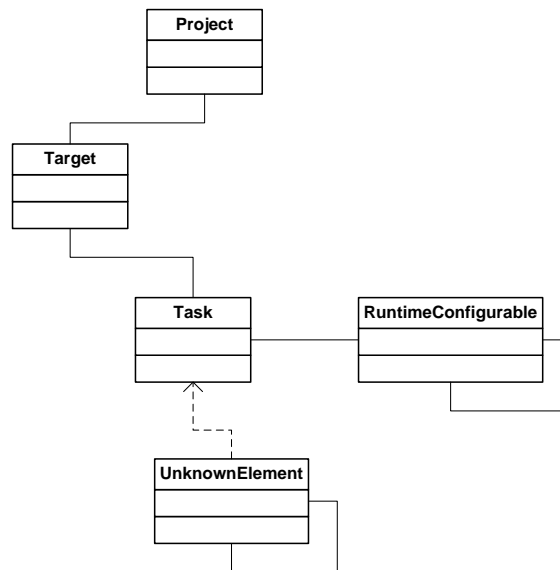 Project
Target
Task
RuntimeConfigurable
UnknownElement